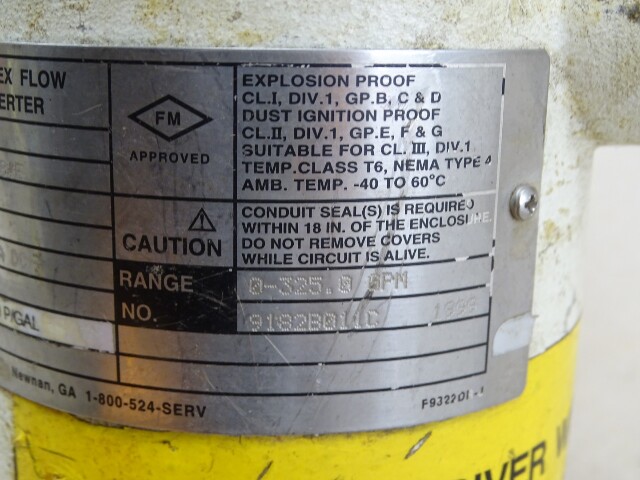 EX FLOW
ERTER
FM
APPROVED
EXPLOSION PROOF
CL.I, DIV.1, GP.B, C & D
DUST IGNITION PROOF
CL.II, DIV.1, GP.E, F & G
SUITABLE FOR CL. III, DIV.1
TEMP.CLASS T6, NEMA TYPE 4
AMB. TEMP. -40 TO 60°C
CAUTION
CONDUIT SEAL(S) IS REQUIRED
WITHIN 18 IN. OF THE ENCLOSURE.
DO NOT REMOVE COVERS
WHILE CIRCUIT IS ALIVE.
RANGE 0-325.0 GPM
NO. 9182B011C 1999
P/GAL
Newnan, GA 1-800-524-SERV
RIVER W